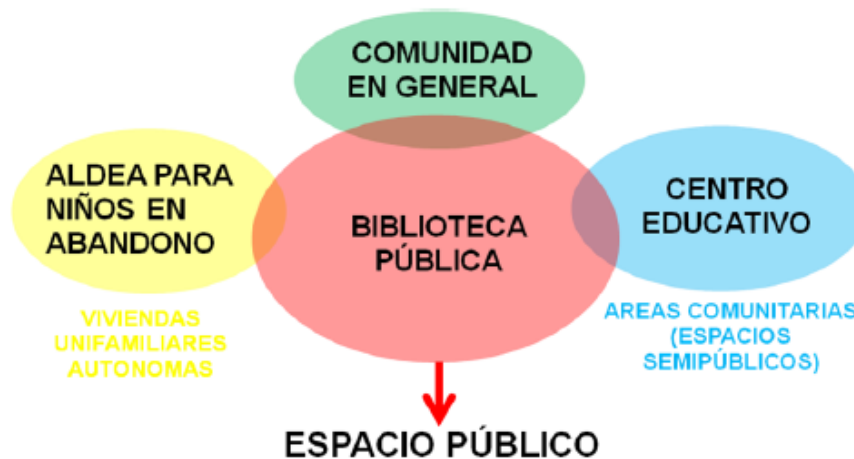 COMUNIDAD
EN GENERAL
ALDEA PARA
NIÑOS EN
ABANDONO
BIBLIOTECA
PÚBLICA
CENTRO
EDUCATIVO
VIVIENDAS
UNIFAMILIARES
AUTONOMAS
AREAS COMUNITARIAS
(ESPACIOS
SEMIPÚBLICOS)
ESPACIO PÚBLICO